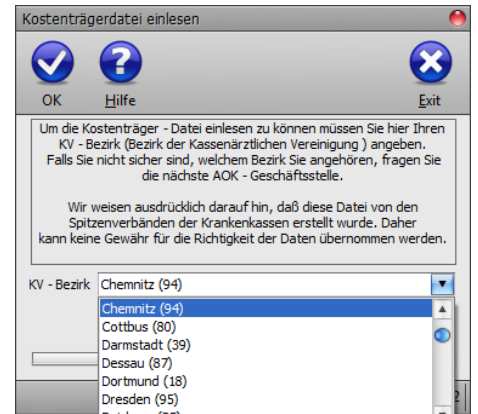 Kostenträgerdatei einlesen
OK
Hilfe
Exit
Um die Kostenträger - Datei einlesen zu können müssen Sie hier Ihren
KV - Bezirk (Bezirk der Kassenärztlichen Vereinigung ) angeben.
Falls Sie nicht sicher sind, welchem Bezirk Sie angehören, fragen Sie
die nächste AOK - Geschäftsstelle.
Wir weisen ausdrücklich darauf hin, daß diese Datei von den
Spitzenverbänden der Krankenkassen erstellt wurde. Daher
kann keine Gewähr für die Richtigkeit der Daten übernommen werden.
KV - Bezirk Chemnitz (94)
Chemnitz (94)
Cottbus (80)
Darmstadt (39)
Dessau (87)
Dortmund (18)
Dresden (95)